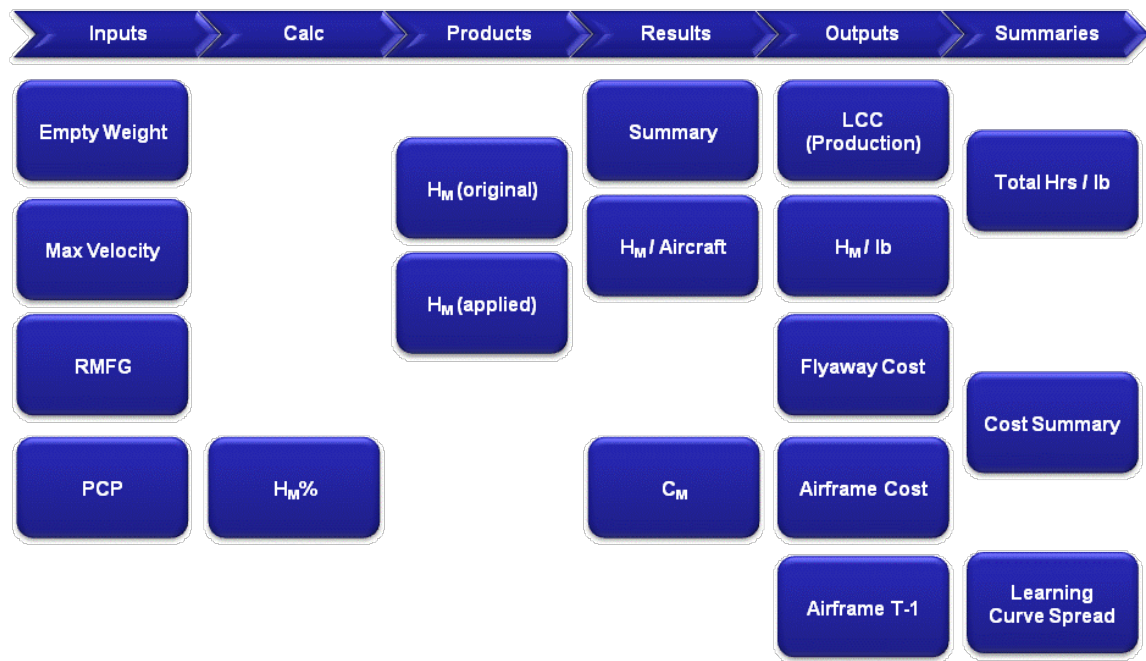 Inputs
Calc
Products
Results
Outputs
Summaries
Empty Weight
Max Velocity
RMFG
PCP
HM%
HM (original)
HM (applied)
Summary
HM / Aircraft
CM
LCC
(Production)
HM / lb
Flyaway Cost
Airframe Cost
Airframe T-1
Total Hrs / lb
Cost Summary
Learning
Curve Spread